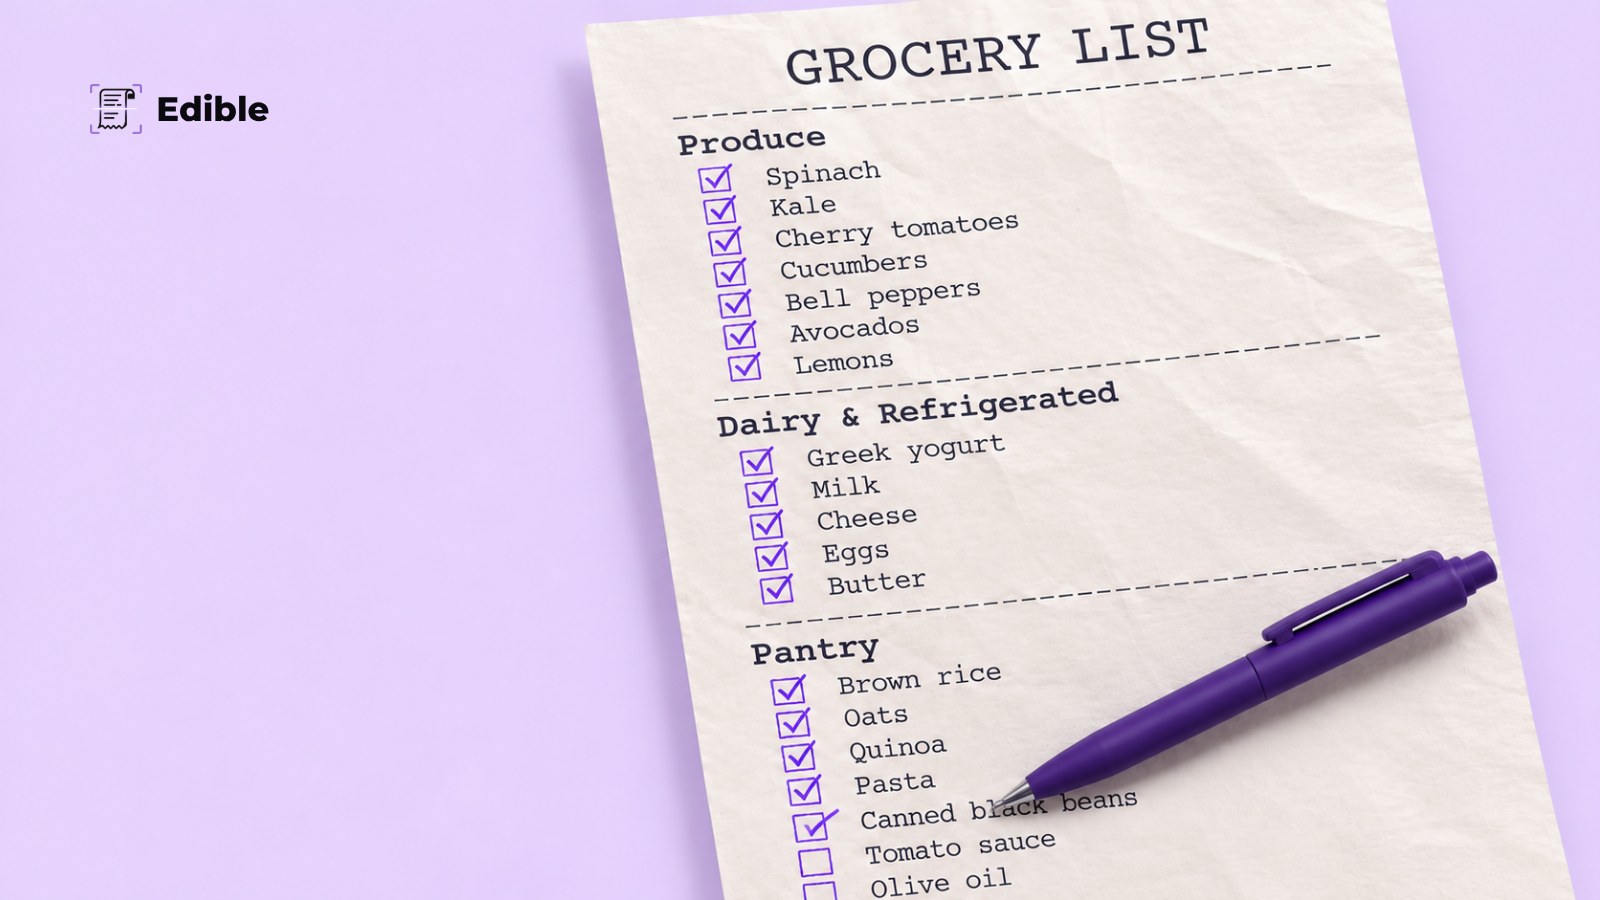 Edible
GROCERY LIST
Produce
Spinach
Kale
Cherry tomatoes
Cucumbers
Bell peppers
Avocados
Lemons
Dairy & Refrigerated
Greek yogurt
Milk
Cheese
Eggs
Butter
Pantry
Brown rice
Oats
Quinoa
Pasta
Canned black beans
Tomato sauce
Olive oil